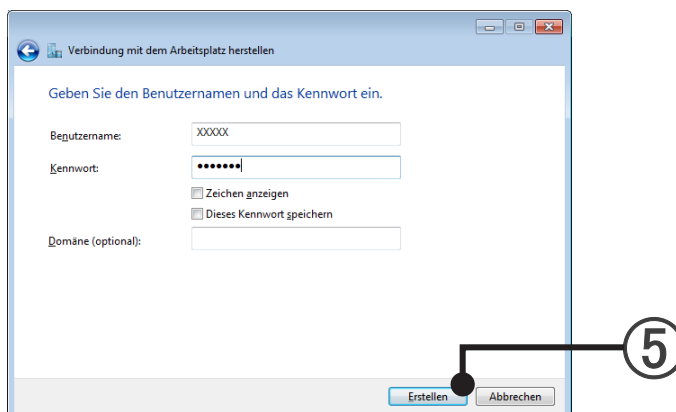 Verbindung mit dem Arbeitsplatz herstellen
Geben Sie den Benutzernamen und das Kennwort ein.
Benutzername: XXXXX
Kennwort: •••••••
Zeichen anzeigen
Dieses Kennwort speichern
Domäne (optional):
Erstellen Abbrechen
⑤